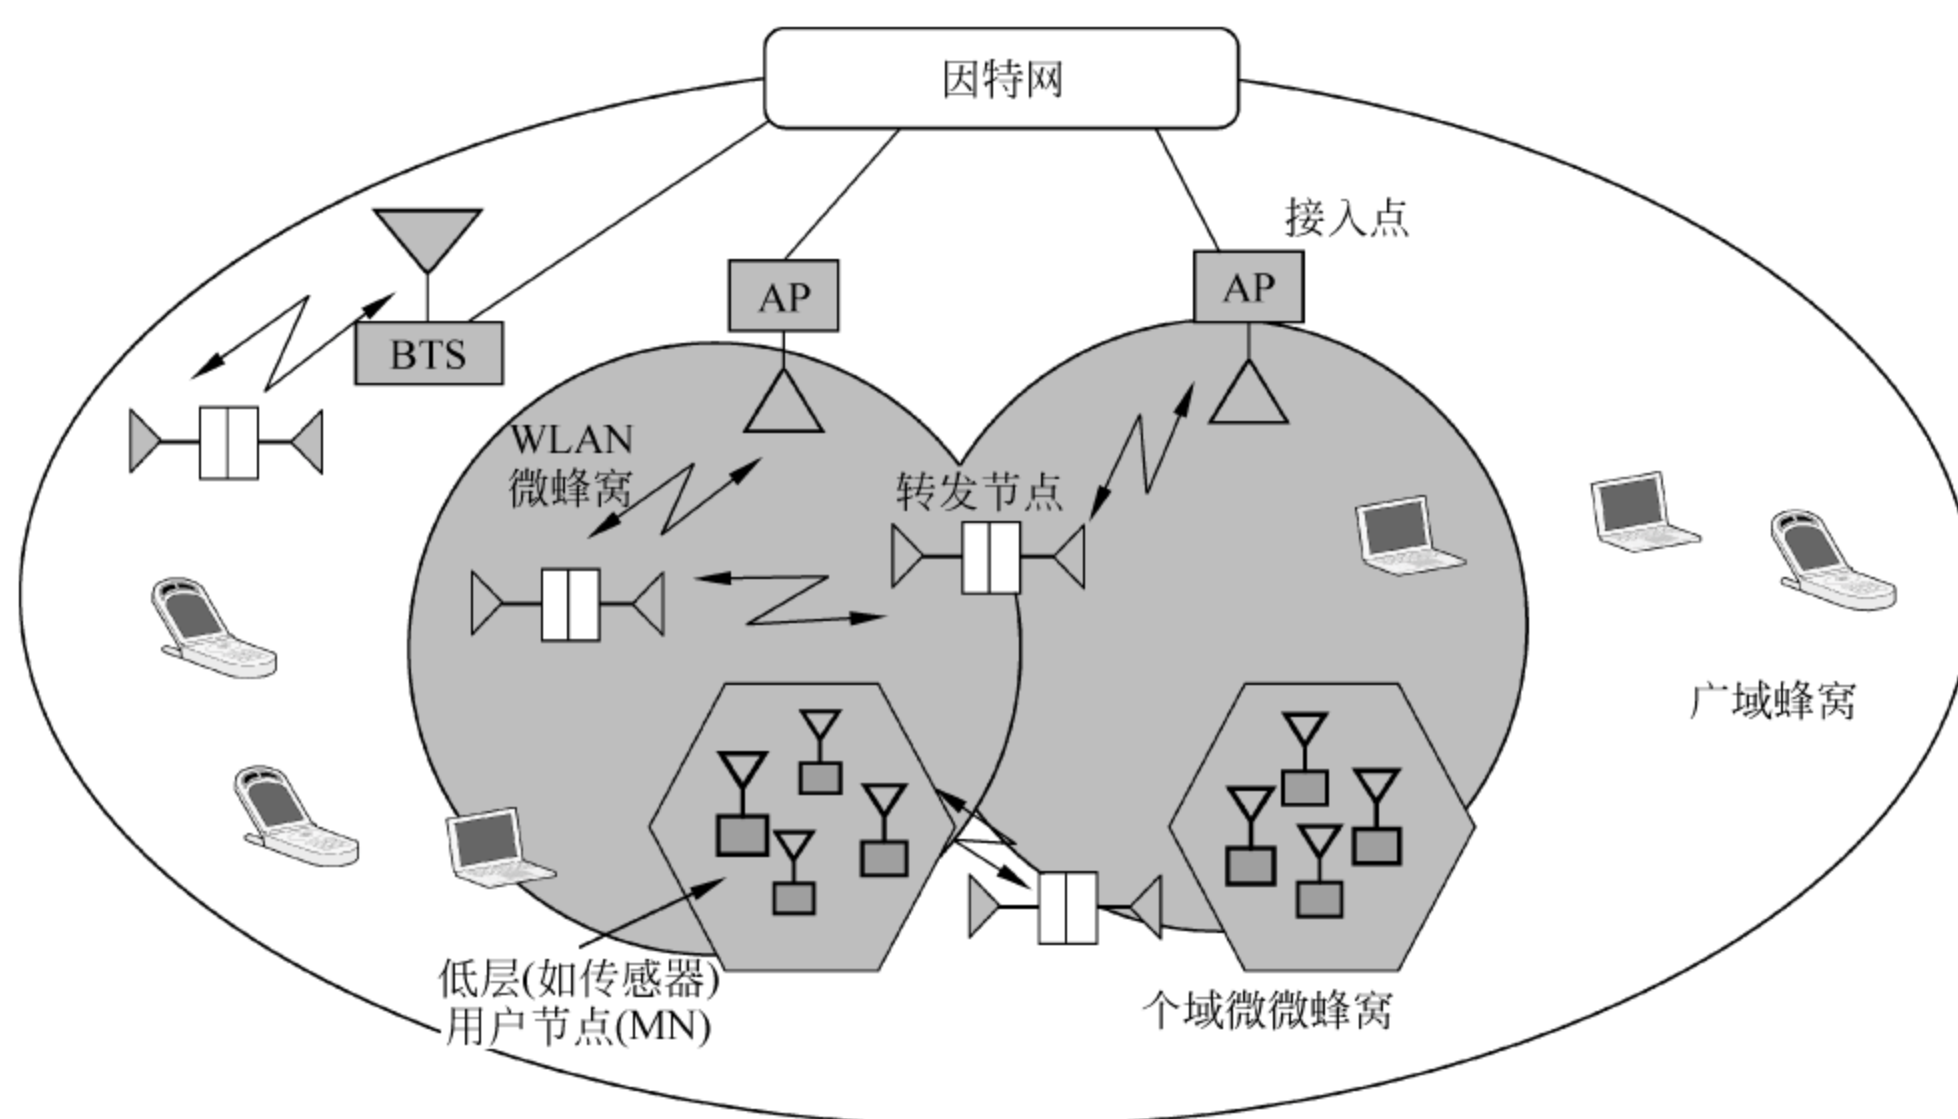 因特网
接入点
AP
AP
BTS
WLAN
微蜂窝
转发节点
广域蜂窝
低层(如传感器)
用户节点(MN)
个域微微蜂窝